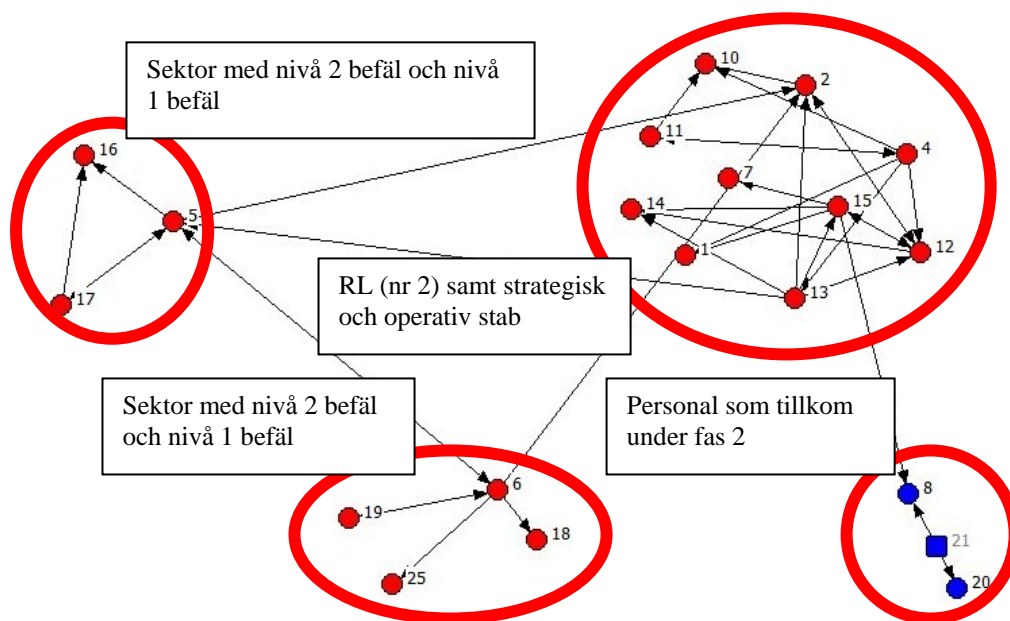 Sektor med nivå 2 befäl och nivå
1 befäl
10
2
11
4
7
16
14
15
5
1
12
17
13
RL (nr 2) samt strategisk
och operativ stab
Sektor med nivå 2 befäl
och nivå 1 befäl
Personal som tillkom
under fas 2
6
8
19
18
21
25
20